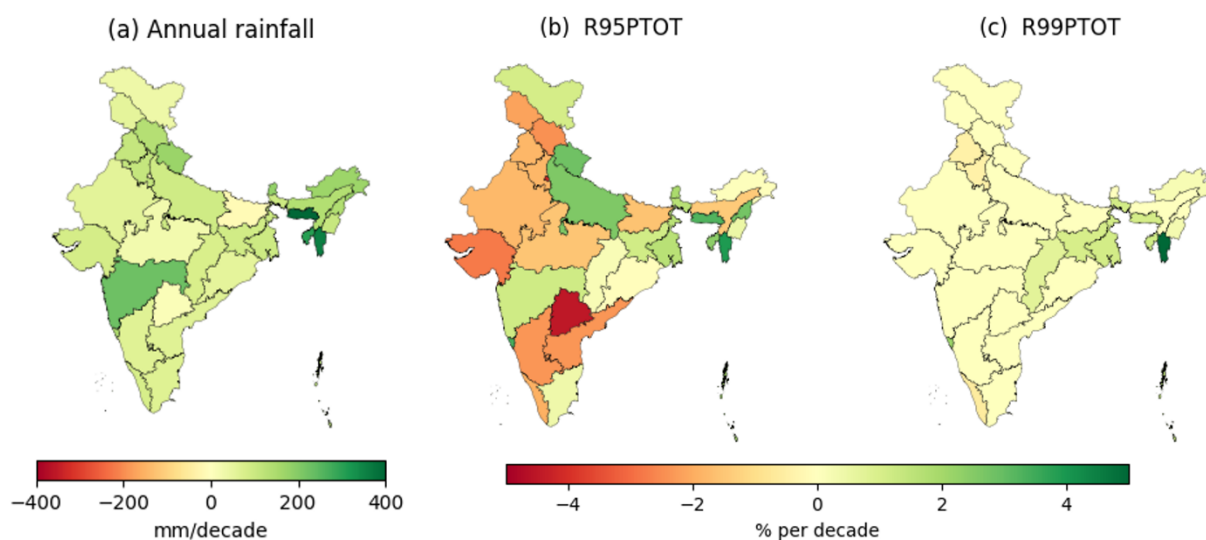 (a) Annual rainfall
(b) R95PTOT
(c) R99PTOT
−400 −200 0 200 400
mm/decade
−4 −2 0 2 4
% per decade